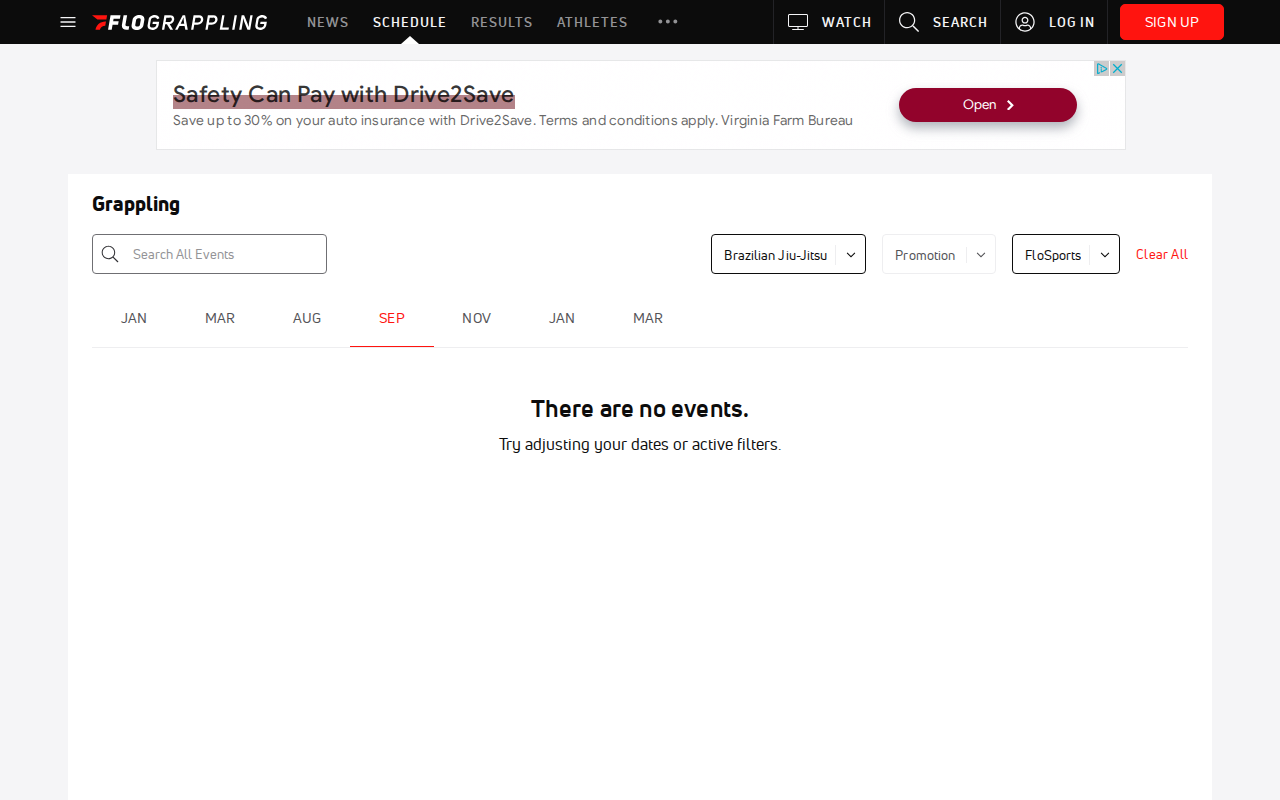 FLOGRAPPLING NEWS SCHEDULE RESULTS ATHLETES WATCH SEARCH LOG IN SIGN UP
Safety Can Pay with Drive2Save
Save up to 30% on your auto insurance with Drive2Save. Terms and conditions apply. Virginia Farm Bureau
Open
Grappling
Search All Events Brazilian Jiu-Jitsu Promotion FloSports Clear All
JAN MAR AUG SEP NOV JAN MAR
There are no events.
Try adjusting your dates or active filters.